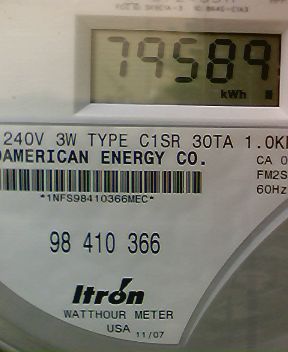 79589
kWh
240V 3W TYPE C1SR 30TA 1.0K
AMERICAN ENERGY CO.
CA 0
FM2S
60Hz
*1NFS98410366MEC*
98 410 366
Itrón
WATTHOUR METER
USA 11/07